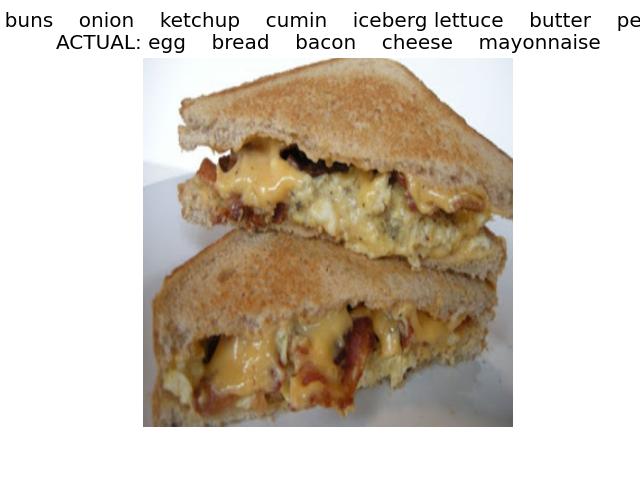 buns onion ketchup cumin iceberg lettuce butter
ACTUAL: egg bread bacon cheese mayonnaise